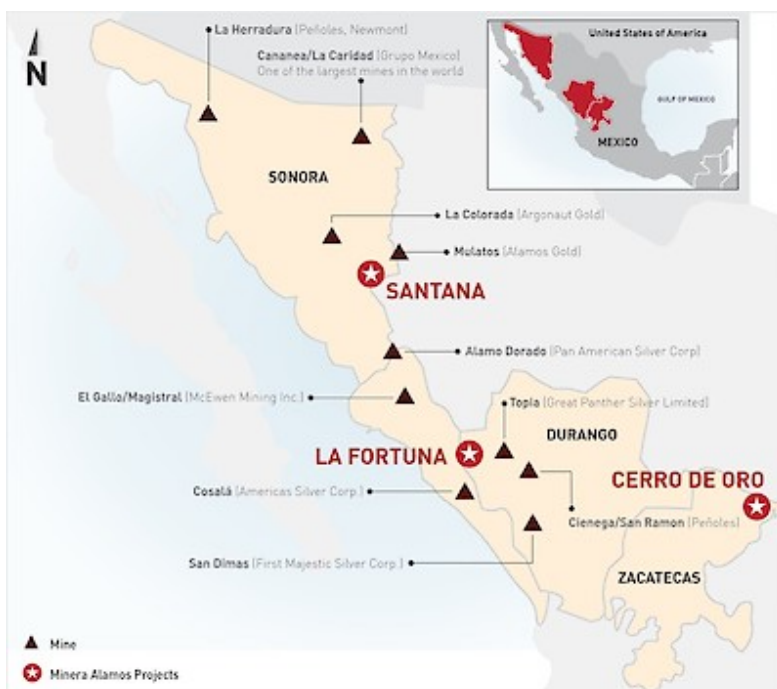 La Herradura (Peñoles, Newmont)
Cananea/La Caridad (Grupo Mexico)
One of the largest mines in the world
N
United States of America
GULF OF MEXICO
MEXICO
SONORA
La Colorada (Argonaut Gold)
Mulatos (Alamos Gold)
SANTANA
Alamo Dorado (Pan American Silver Corp)
El Gallo/Magistral (McEwen Mining Inc.)
Topia (Great Panther Silver Limited)
DURANGO
LA FORTUNA
CERRO DE ORO
Cosalá (Americas Silver Corp.)
Cienega/San Ramon (Peñoles)
San Dimas (First Majestic Silver Corp.)
ZACATECAS
Mine
Minera Alamos Projects